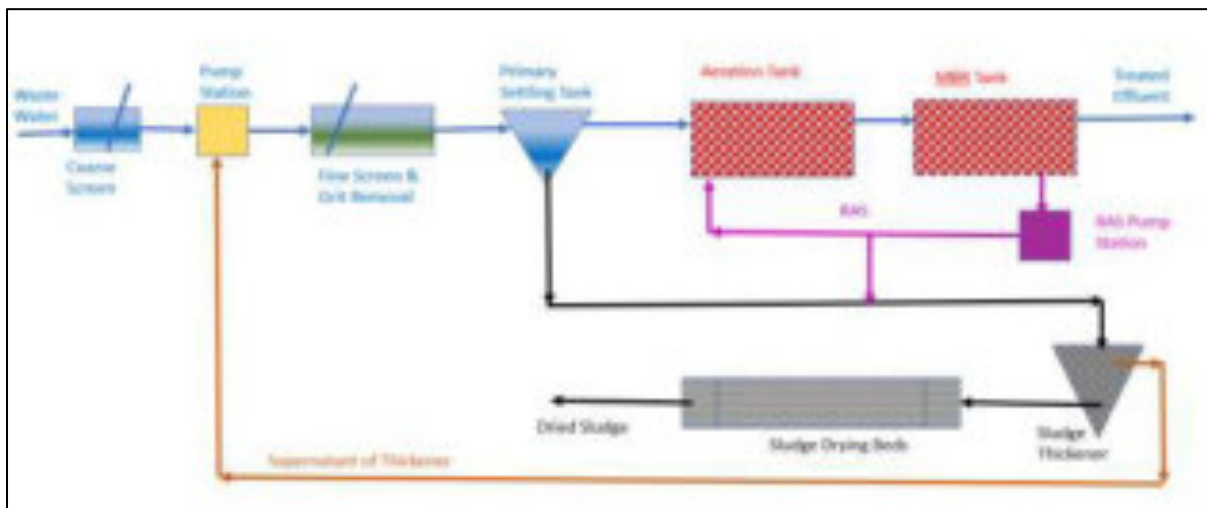 Waste
Water
Coarse
Screen
Pump
Station
Fine Screen &
Grit Removal
Primary
Settling Tank
Aeration Tank
MBR Tank
Treated
Effluent
RAS
RAS Pump
Station
Sludge
Thickener
Sludge Drying Beds
Dried Sludge
Supernatant of Thickener